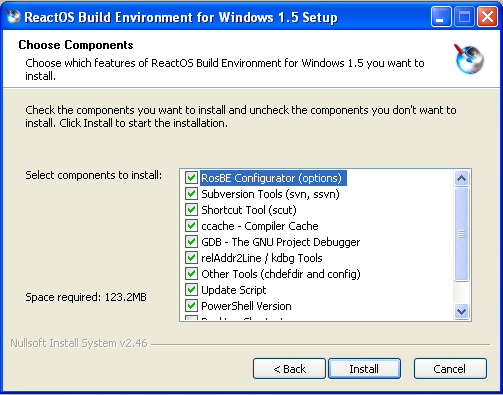 ReactOS Build Environment for Windows 1.5 Setup
Choose Components
Choose which features of ReactOS Build Environment for Windows 1.5 you want to
install.
Check the components you want to install and uncheck the components you don't want to
install. Click Install to start the installation.
Select components to install:
RosBE Configurator (options)
Subversion Tools (svn, ssvn)
Shortcut Tool (scut)
ccache - Compiler Cache
GDB - The GNU Project Debugger
relAddr2Line / kdbg Tools
Other Tools (chdefdir and config)
Update Script
PowerShell Version
Space required: 123.2MB
Nullsoft Install System v2.46
< Back
Install
Cancel